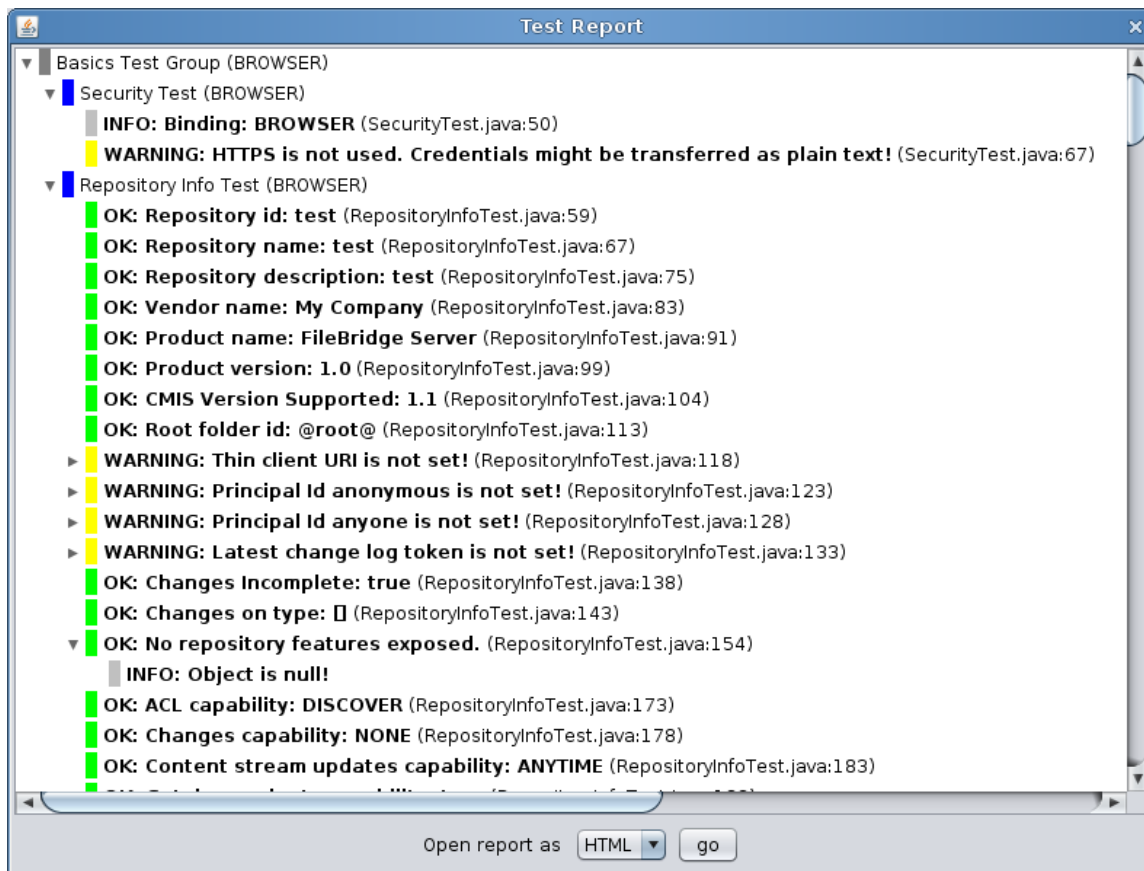 Test Report
Basics Test Group (BROWSER)
Security Test (BROWSER)
INFO: Binding: BROWSER (SecurityTest.java:50)
WARNING: HTTPS is not used. Credentials might be transferred as plain text! (SecurityTest.java:67)
Repository Info Test (BROWSER)
OK: Repository id: test (RepositoryInfoTest.java:59)
OK: Repository name: test (RepositoryInfoTest.java:67)
OK: Repository description: test (RepositoryInfoTest.java:75)
OK: Vendor name: My Company (RepositoryInfoTest.java:83)
OK: Product name: FileBridge Server (RepositoryInfoTest.java:91)
OK: Product version: 1.0 (RepositoryInfoTest.java:99)
OK: CMIS Version Supported: 1.1 (RepositoryInfoTest.java:104)
OK: Root folder id: @root@ (RepositoryInfoTest.java:113)
WARNING: Thin client URI is not set! (RepositoryInfoTest.java:118)
WARNING: Principal Id anonymous is not set! (RepositoryInfoTest.java:123)
WARNING: Principal Id anyone is not set! (RepositoryInfoTest.java:128)
WARNING: Latest change log token is not set! (RepositoryInfoTest.java:133)
OK: Changes Incomplete: true (RepositoryInfoTest.java:138)
OK: Changes on type: [] (RepositoryInfoTest.java:143)
OK: No repository features exposed. (RepositoryInfoTest.java:154)
INFO: Object is null!
OK: ACL capability: DISCOVER (RepositoryInfoTest.java:173)
OK: Changes capability: NONE (RepositoryInfoTest.java:178)
OK: Content stream updates capability: ANYTIME (RepositoryInfoTest.java:183)
Open report as HTML go